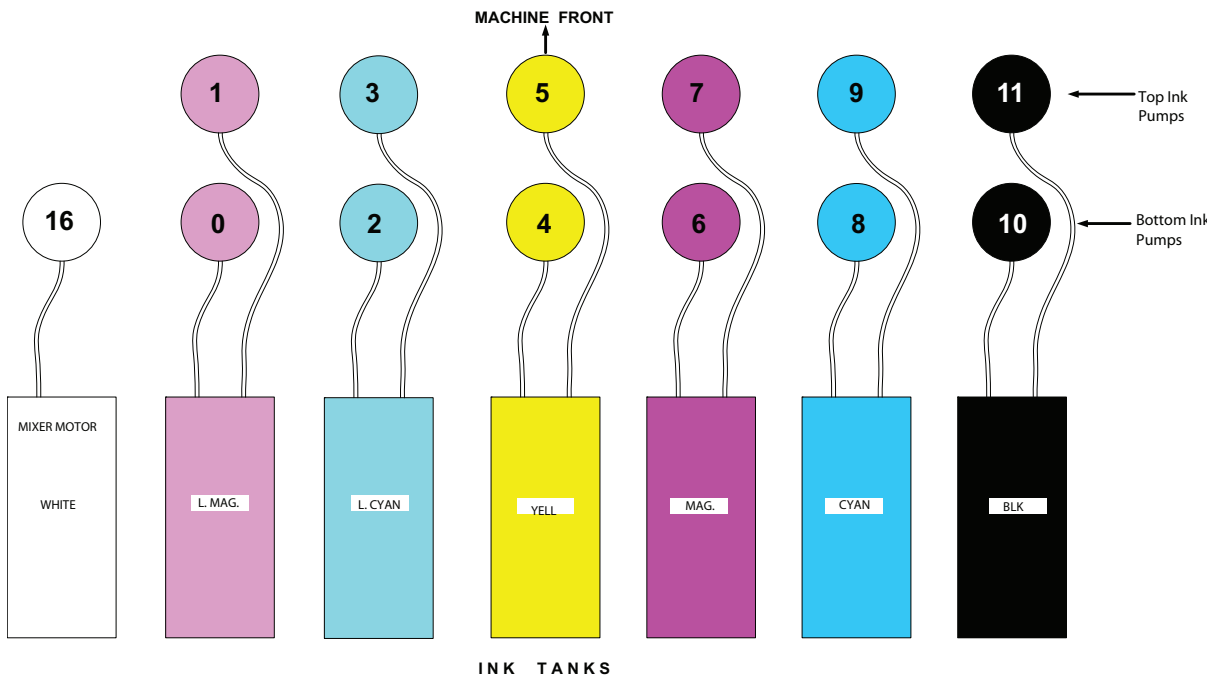 MACHINE FRONT
1
3
5
7
9
11
Top Ink
Pumps
16
0
2
4
6
8
10
Bottom Ink
Pumps
MIXER MOTOR
WHITE
L. MAG.
L. CYAN
YELL
MAG.
CYAN
BLK
INK TANKS